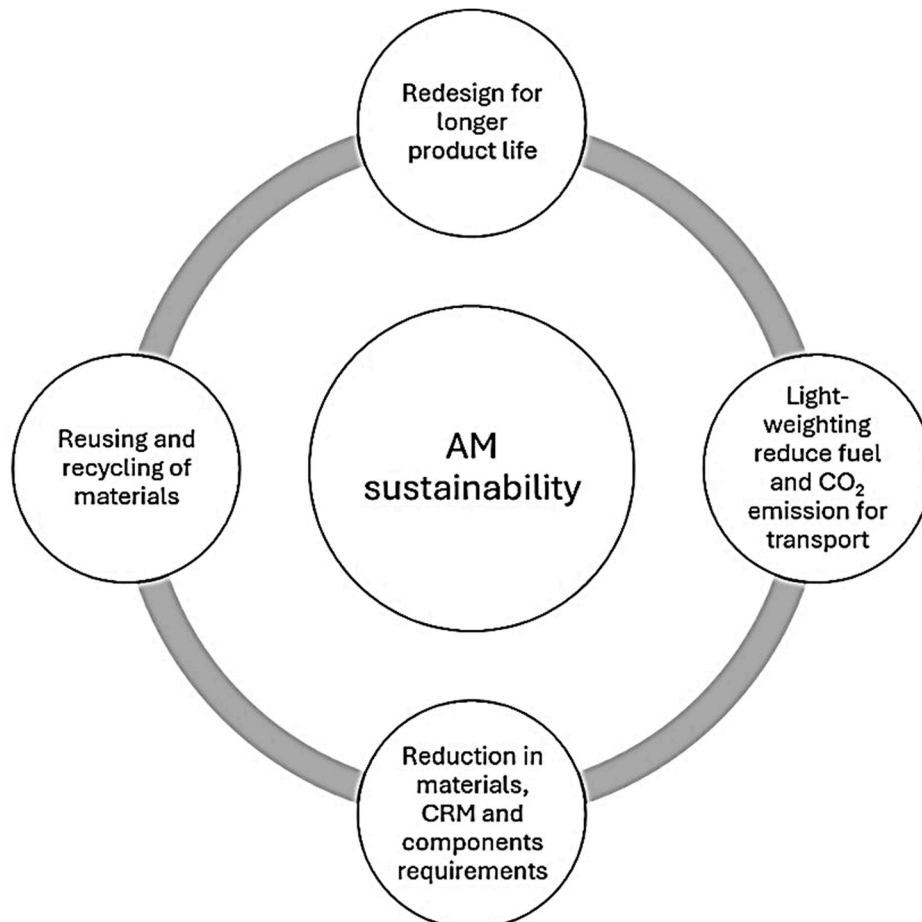 Redesign for
longer
product life
Reusing and
recycling of
materials
AM
sustainability
Light-
weighting
reduce fuel
and CO₂
emission for
transport
Reduction in
materials,
CRM and
components
requirements